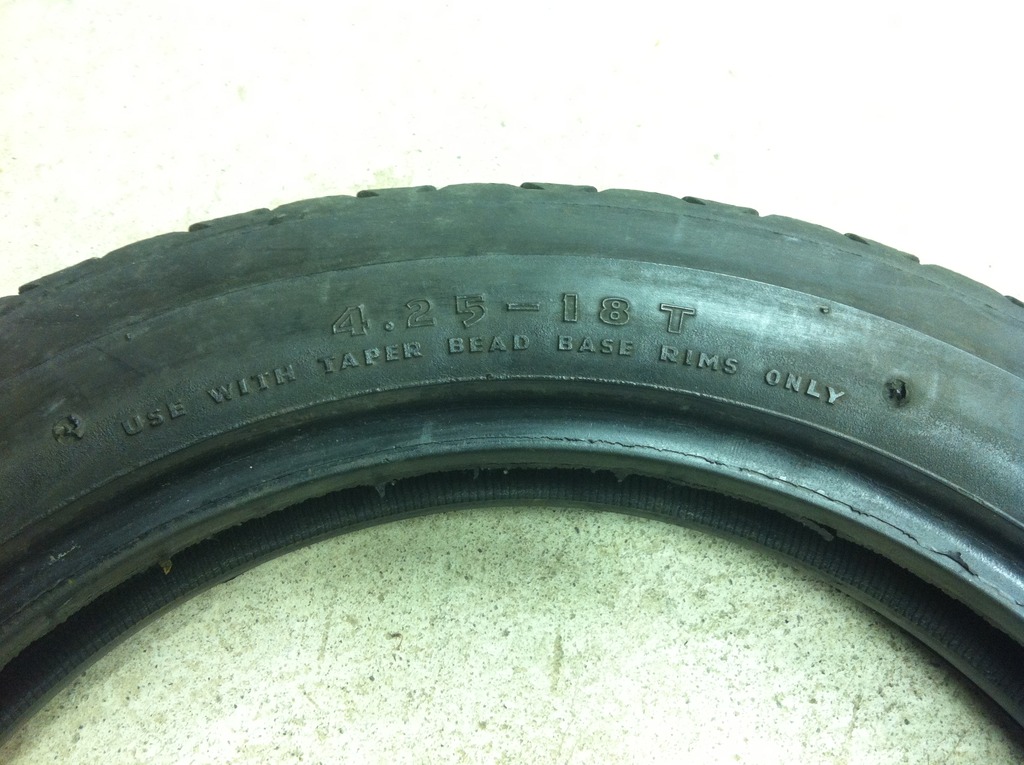 4.25-18 T
USE WITH TAPER BEAD BASE RIMS ONLY